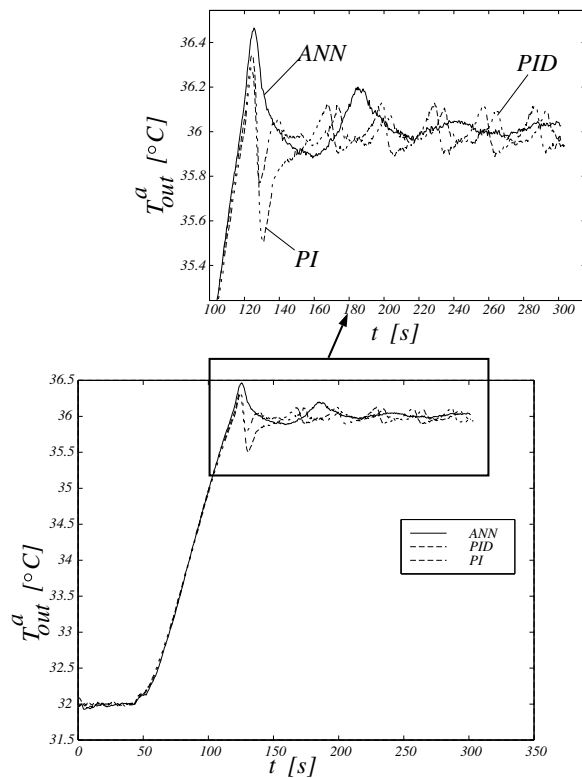 36.4
36.2
36
35.8
35.6
35.4
T^a_out [°C]
ANN
PID
PI
100 120 140 160 180 200 220 240 260 280 300
t [s]
36.5
36
35.5
35
34.5
34
33.5
33
32.5
32
31.5
T^a_out [°C]
ANN
PID
PI
0 50 100 150 200 250 300 350
t [s]